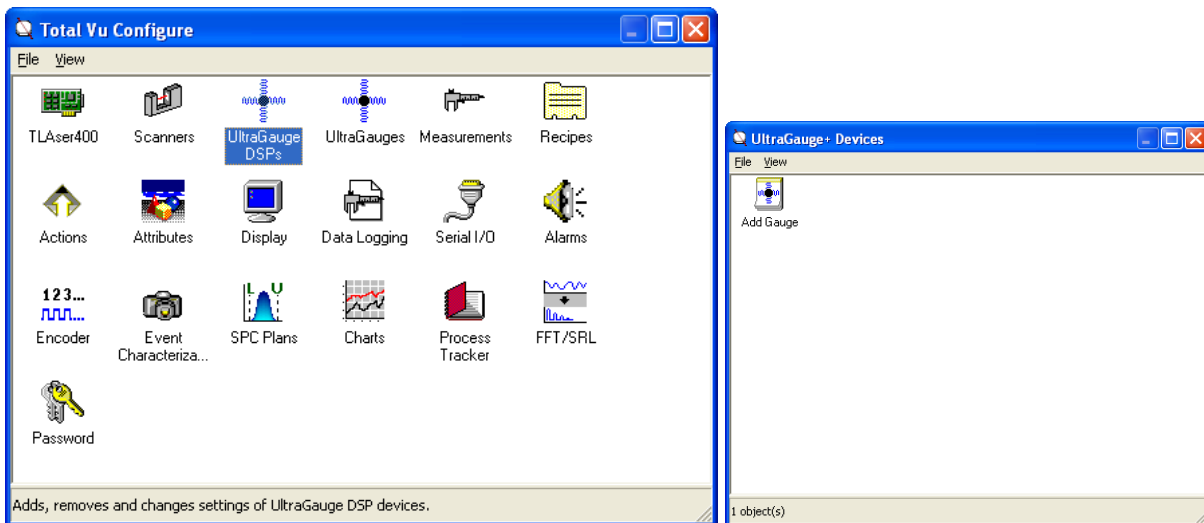 Total Vu Configure
File View
TLAser400 Scanners UltraGauge DSPs UltraGauges Measurements Recipes
Actions Attributes Display Data Logging Serial I/O Alarms
123...
Encoder Event Characteriza... L U SPC Plans Charts Process Tracker FFT/SRL
Password
Adds, removes and changes settings of UltraGauge DSP devices.
UltraGauge+ Devices
File View
Add Gauge
1 object(s)